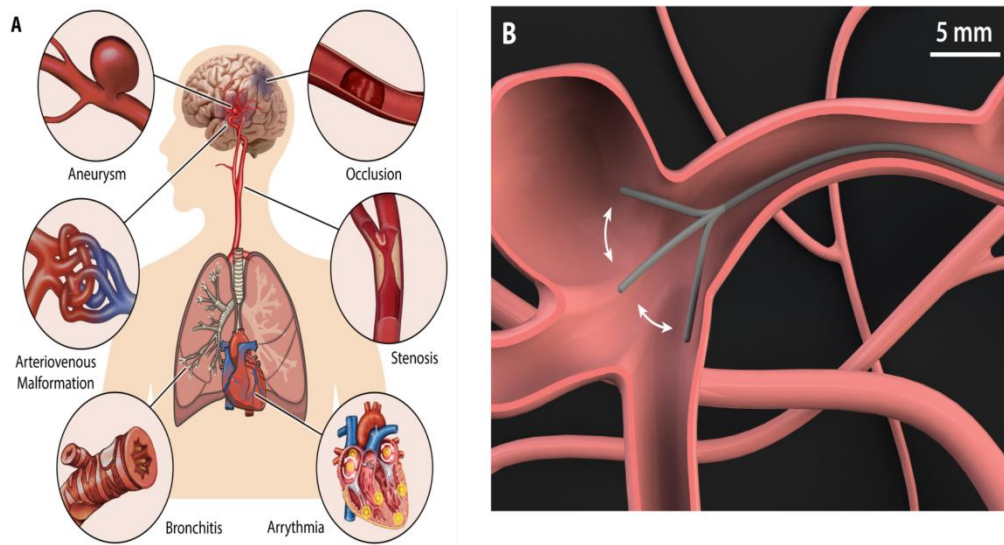 A
Aneurysm
Occlusion
Arteriovenous
Malformation
Stenosis
Bronchitis
Arrythmia
B
5 mm